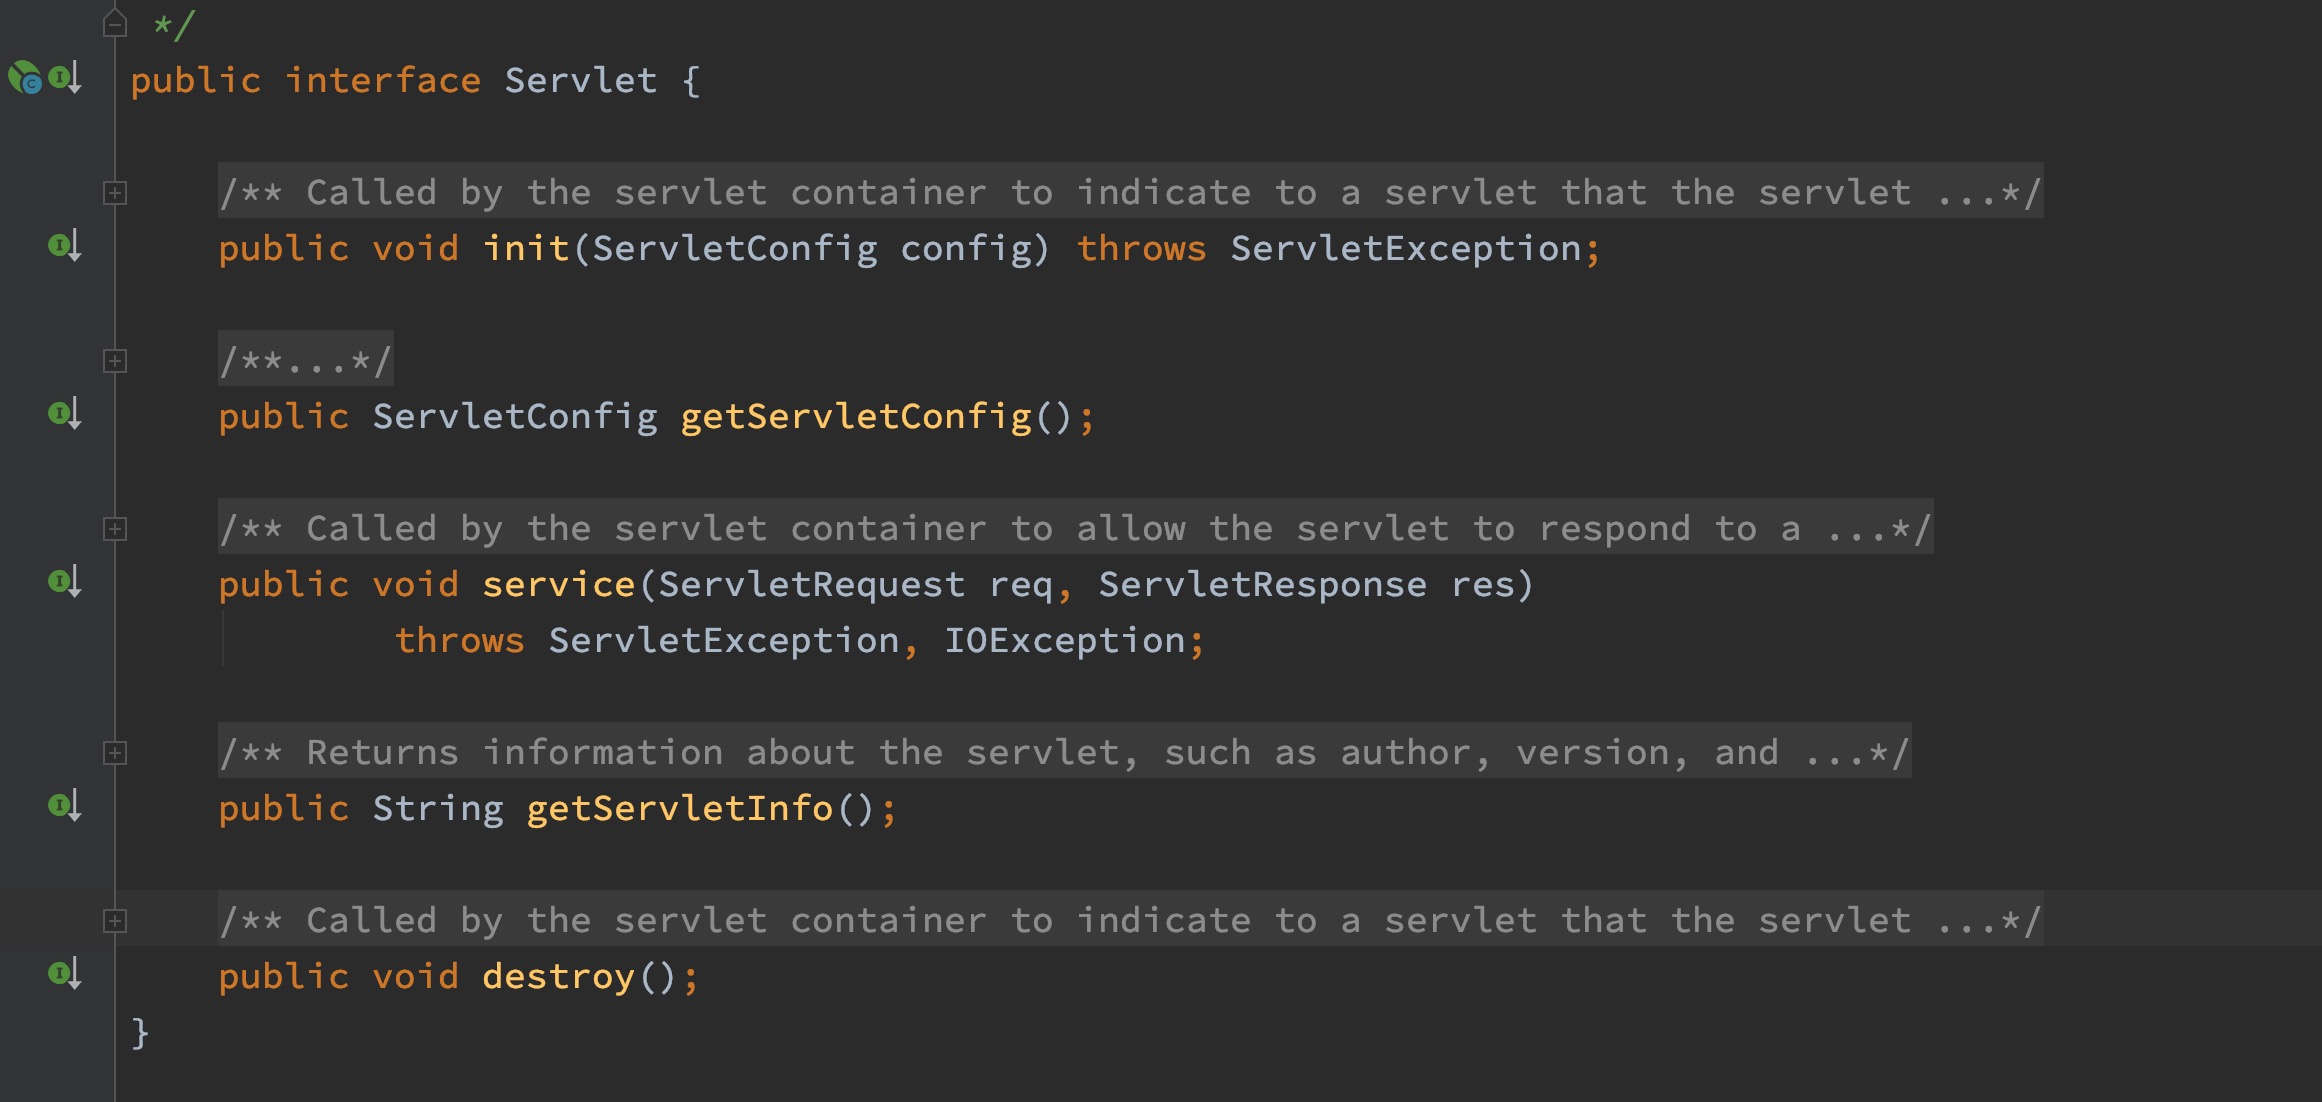 */
public interface Servlet {
/** Called by the servlet container to indicate to a servlet that the servlet ...*/
public void init(ServletConfig config) throws ServletException;
/**...*/
public ServletConfig getServletConfig();
/** Called by the servlet container to allow the servlet to respond to a ...*/
public void service(ServletRequest req, ServletResponse res)
throws ServletException, IOException;
/** Returns information about the servlet, such as author, version, and ...*/
public String getServletInfo();
/** Called by the servlet container to indicate to a servlet that the servlet ...*/
public void destroy();
}